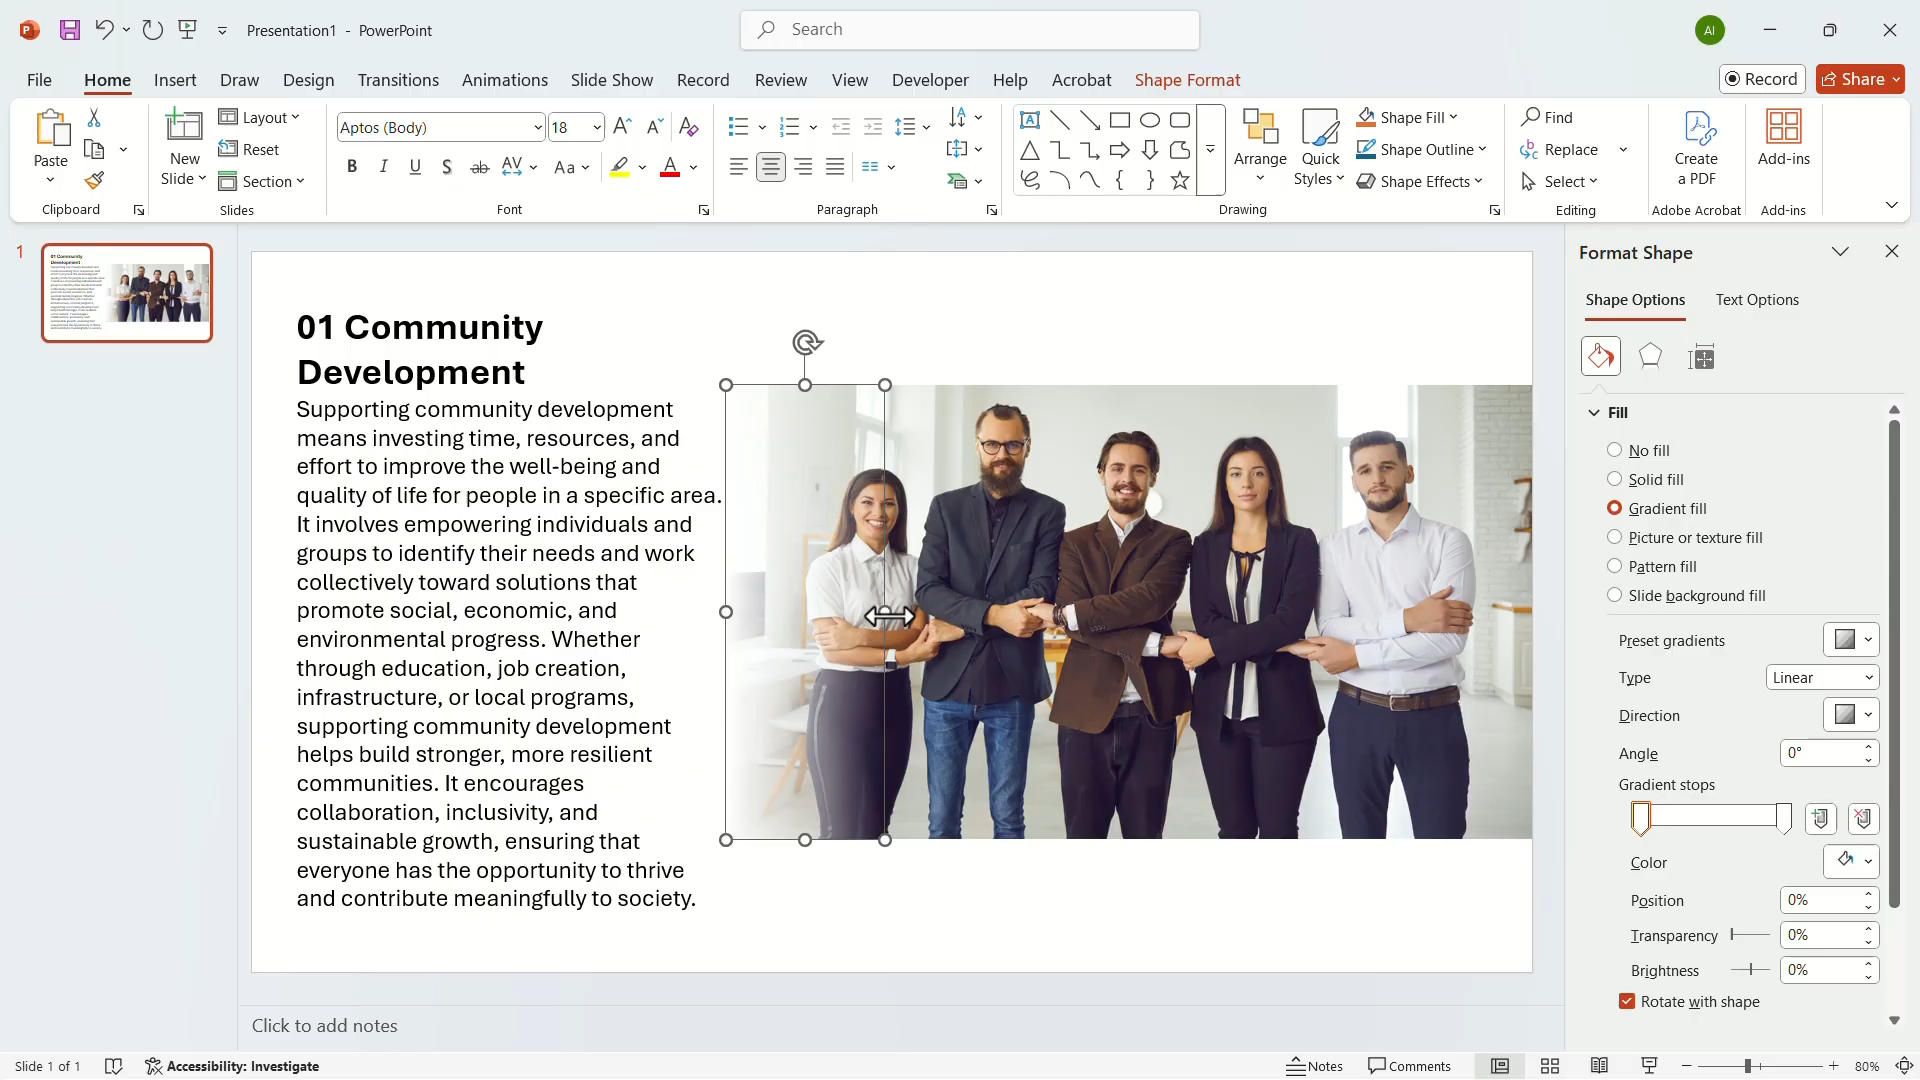 Presentation1 - PowerPoint
Search
AI
File Home Insert Draw Design Transitions Animations Slide Show Record Review View Developer Help Acrobat Shape Format
Record
Share
Paste
New Slide
Layout
Reset
Section
Aptos (Body)
18
Shape Fill
Shape Outline
Shape Effects
Arrange
Quick Styles
Find
Replace
Select
Create a PDF
Add-ins
Clipboard
Slides
Font
Paragraph
Drawing
Editing
Adobe Acrobat
Add-ins
1
01 Community
Development
Supporting community development
means investing time, resources, and
effort to improve the well-being and
quality of life for people in a specific area.
It involves empowering individuals and
groups to identify their needs and work
collectively toward solutions that
promote social, economic, and
environmental progress. Whether
through education, job creation,
infrastructure, or local programs,
supporting community development
helps build stronger, more resilient
communities. It encourages
collaboration, inclusivity, and
sustainable growth, ensuring that
everyone has the opportunity to thrive
and contribute meaningfully to society.
Format Shape
Shape Options Text Options
Fill
No fill
Solid fill
Gradient fill
Picture or texture fill
Pattern fill
Slide background fill
Preset gradients
Type Linear
Direction
Angle 0°
Gradient stops
Color
Position 0%
Transparency 0%
Brightness 0%
Rotate with shape
Click to add notes
Slide 1 of 1
Accessibility: Investigate
Notes
Comments
80%